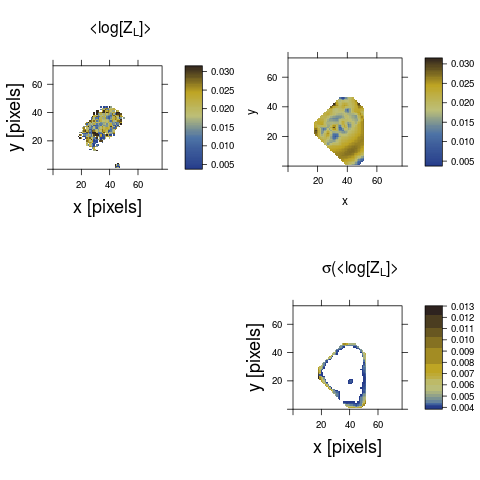 <log[Z_L]>
0.030
0.025
0.020
0.015
0.010
0.005
60
40
20
y [pixels]
20 40 60
x [pixels]
0.030
0.025
0.020
0.015
0.010
0.005
60
40
20
y
20 40 60
x
σ(<log[Z_L]>
0.013
0.012
0.011
0.010
0.009
0.008
0.007
0.006
0.005
0.004
60
40
20
y [pixels]
20 40 60
x [pixels]